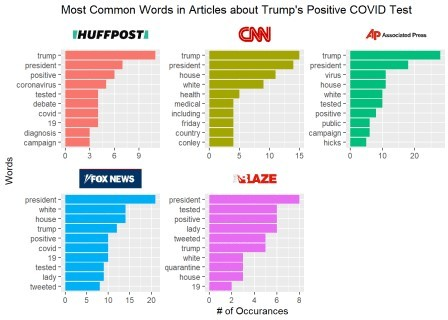 Most Common Words in Articles about Trump's Positive COVID Test
HUFFPOST
CNN
AP Associated Press
trump
president
positive
coronavirus
tested
debate
covid
19
diagnosis
campaign
0 3 6 9
trump
president
house
white
health
medical
including
friday
country
conley
0 5 10 15
trump
president
virus
house
white
tested
positive
public
campaign
hicks
0 10 20
Words
FOX NEWS
BLAZE
president
white
house
trump
positive
covid
19
tested
lady
tweeted
0 5 10 15 20
president
tested
positive
lady
tweeted
trump
white
quarantine
house
19
0 2 4 6 8
# of Occurances